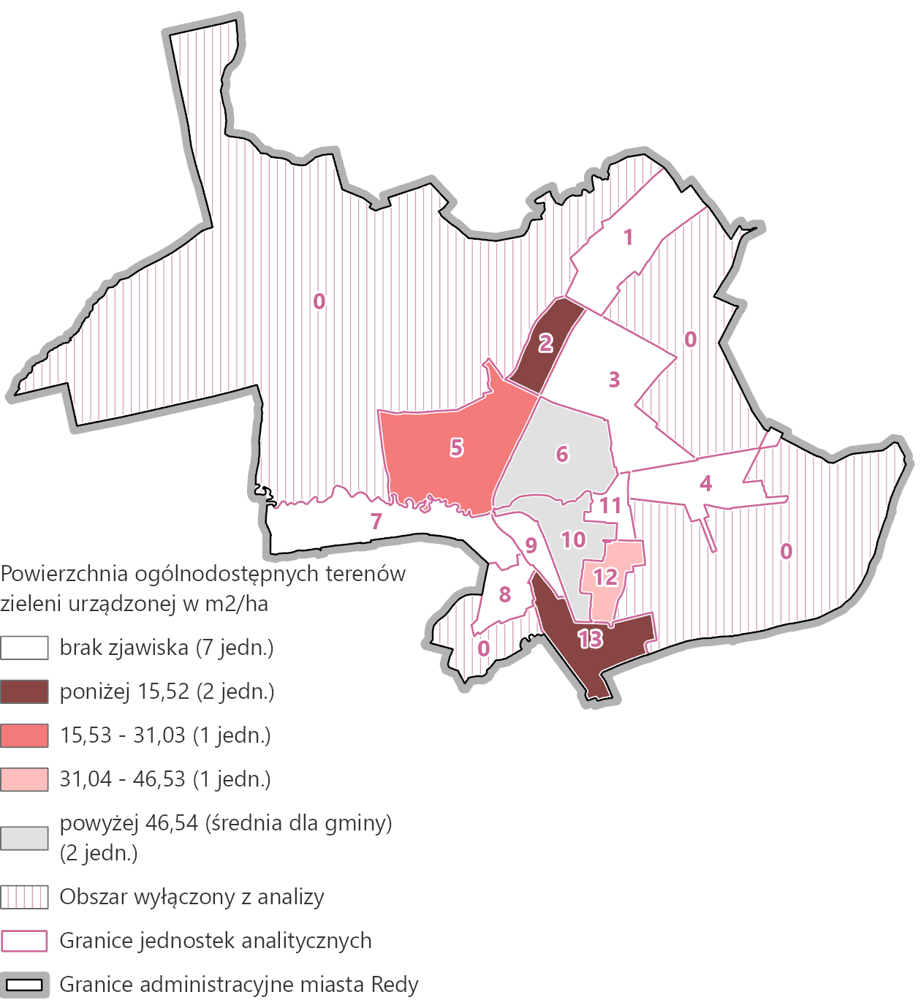 1
0
2
0
3
5
6
4
11
7
10
9
0
12
8
13
0
Powierzchnia ogólnodostępnych terenów
zieleni urządzonej w m2/ha
brak zjawiska (7 jedn.)
poniżej 15,52 (2 jedn.)
15,53 - 31,03 (1 jedn.)
31,04 - 46,53 (1 jedn.)
powyżej 46,54 (średnia dla gminy)
(2 jedn.)
Obszar wyłączony z analizy
Granice jednostek analitycznych
Granice administracyjne miasta Redy